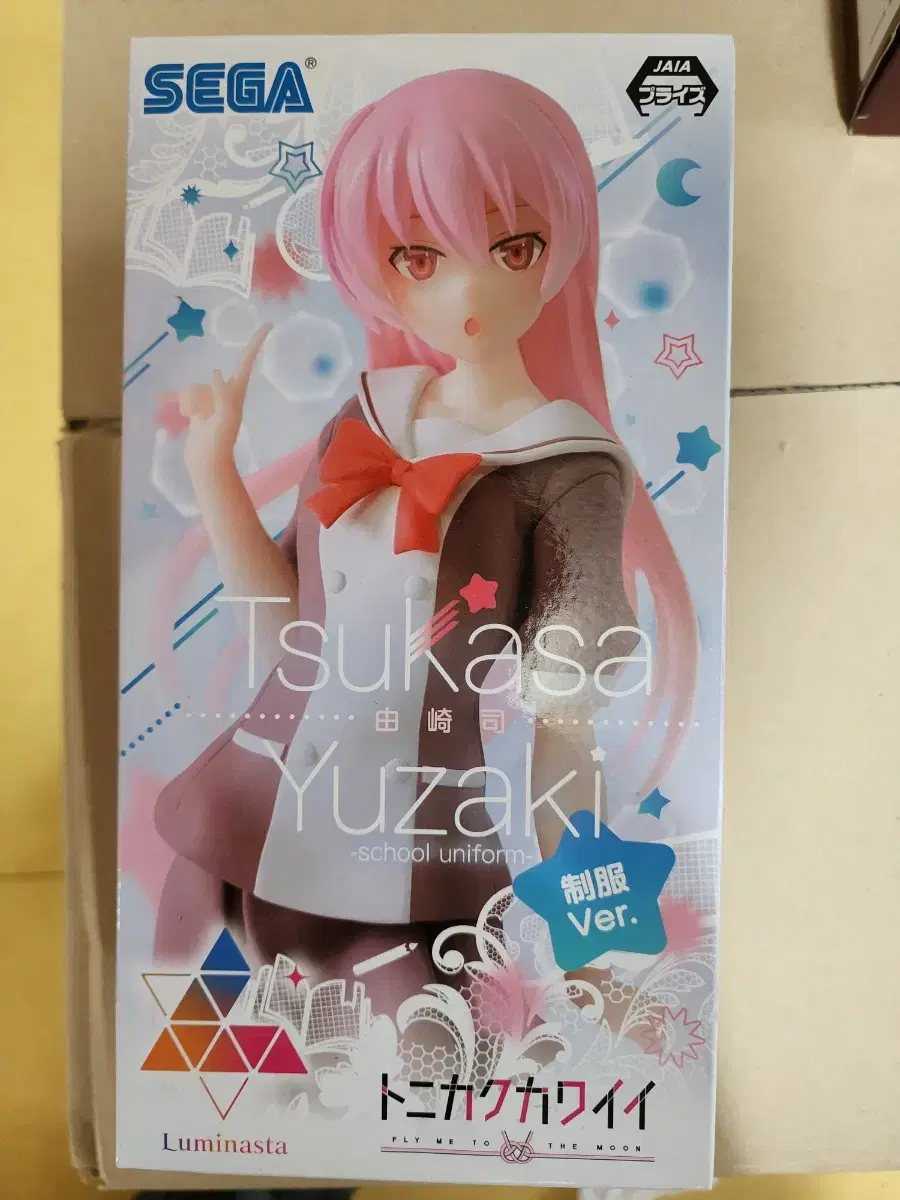 SEGA®
JAIA
プライズ
Tsukasa
由崎司
Yuzaki
-school uniform-
制服
Ver.
Luminasta
トニカクカワイイ
FLY ME TO THE MOON